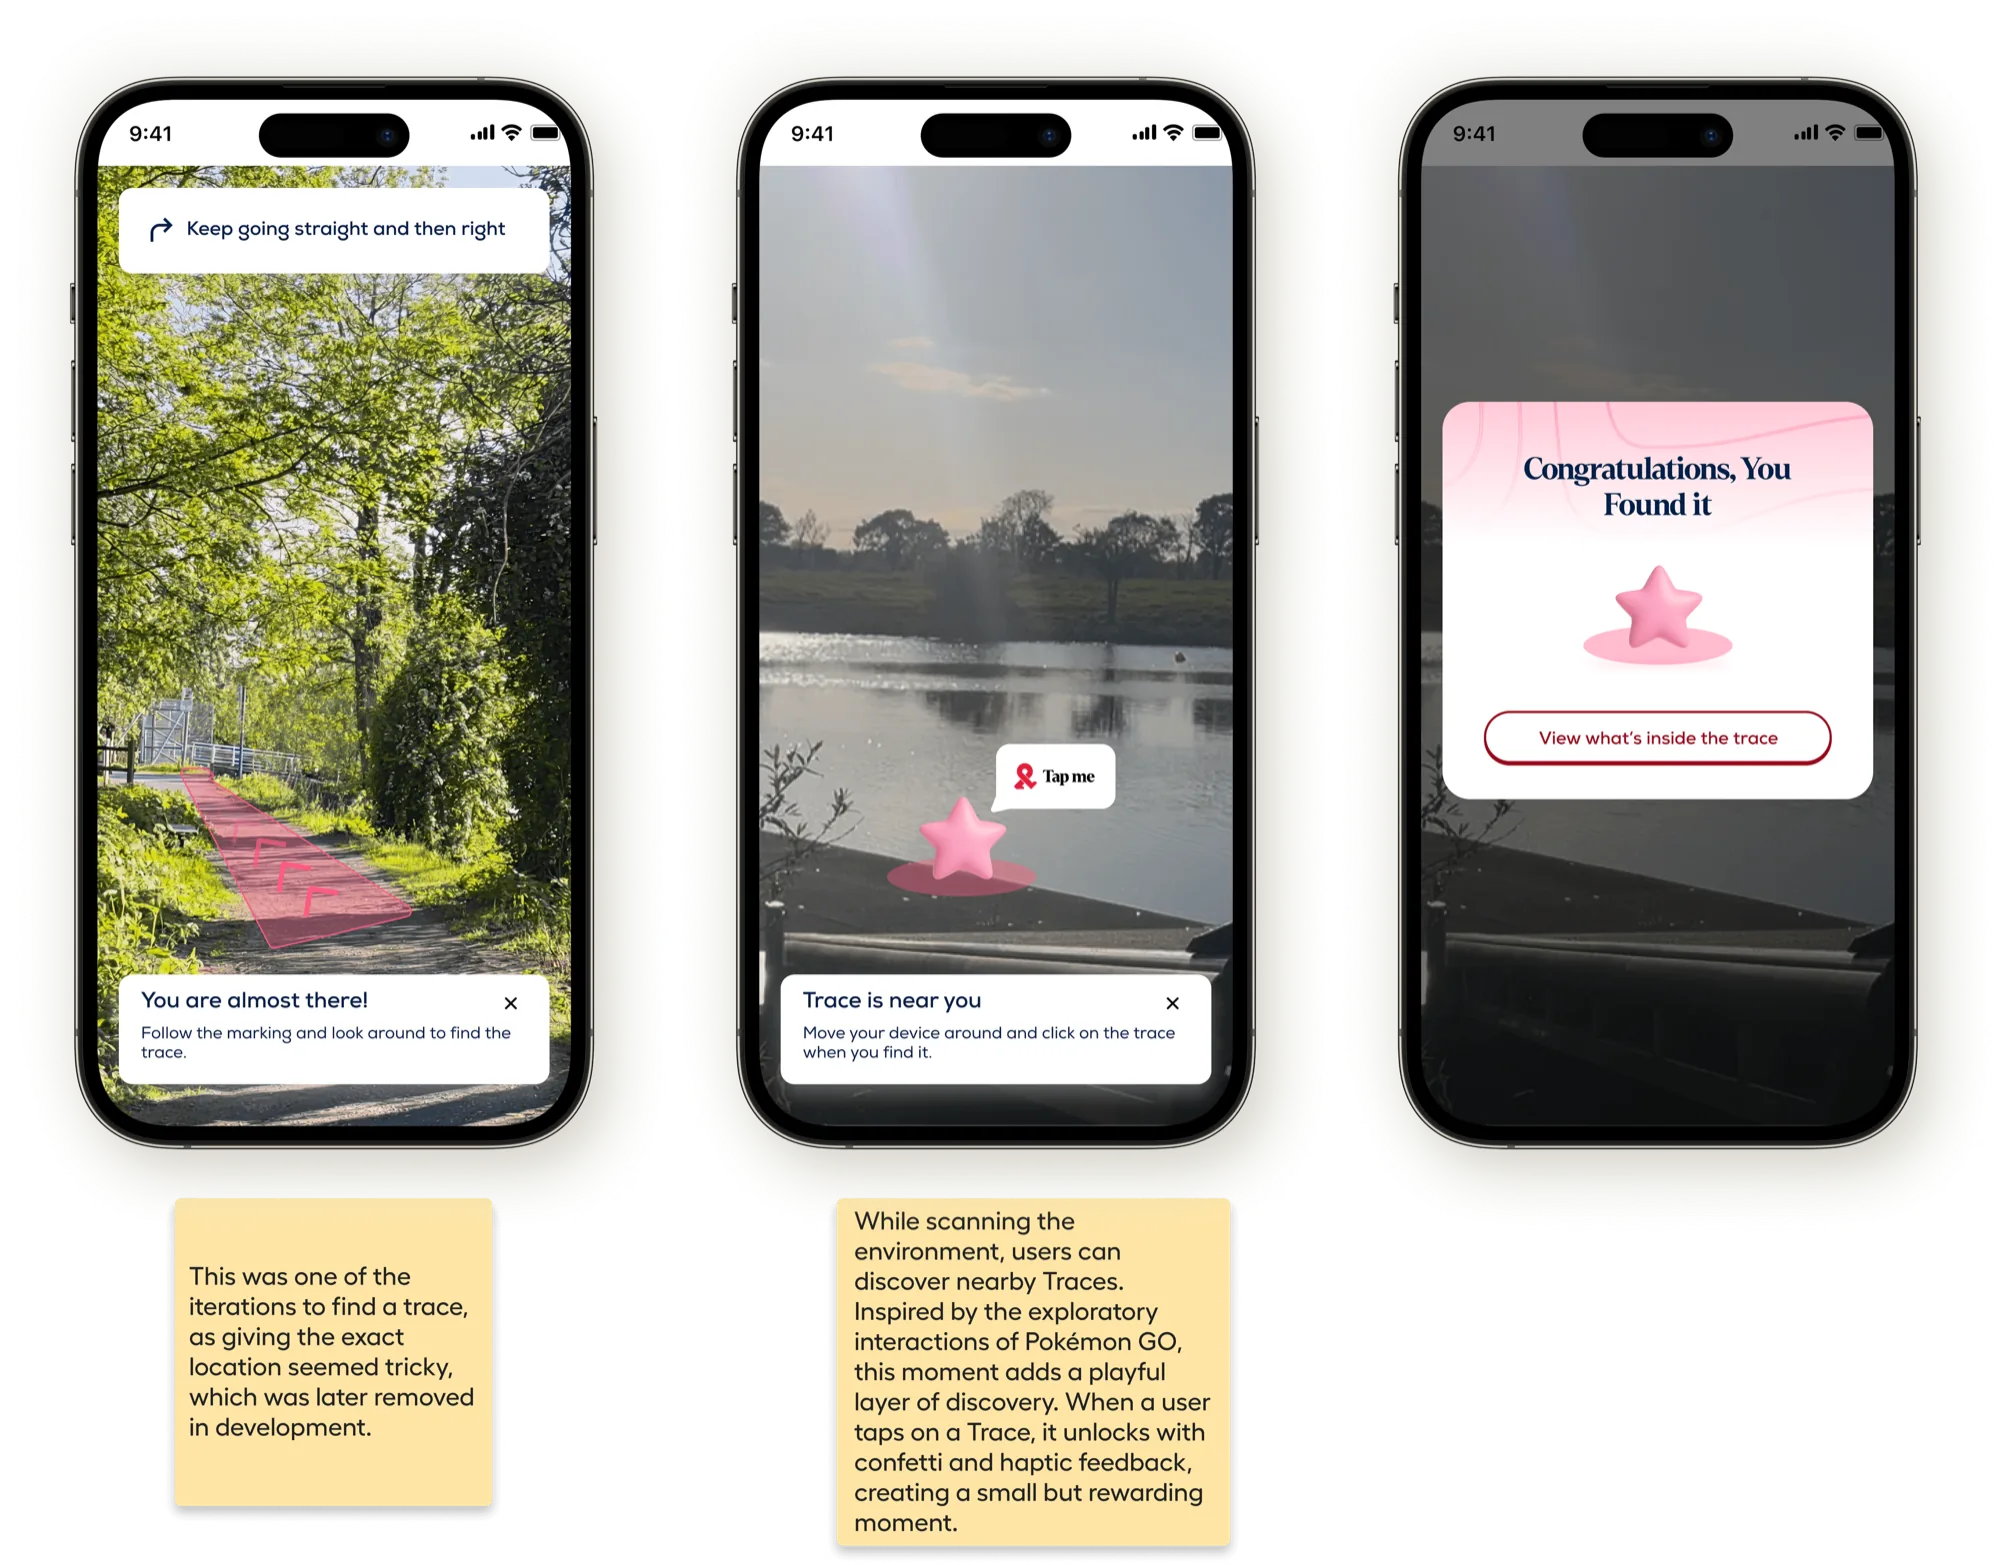 9:41
Keep going straight and then right
You are almost there!
Follow the marking and look around to find the
trace.
This was one of the
iterations to find a trace,
as giving the exact
location seemed tricky,
which was later removed
in development.
9:41
Tap me
Trace is near you
Move your device around and click on the trace
when you find it.
While scanning the
environment, users can
discover nearby Traces.
Inspired by the exploratory
interactions of Pokémon GO,
this moment adds a playful
layer of discovery. When a user
taps on a Trace, it unlocks with
confetti and haptic feedback,
creating a small but rewarding
moment.
9:41
Congratulations, You
Found it
View what's inside the trace